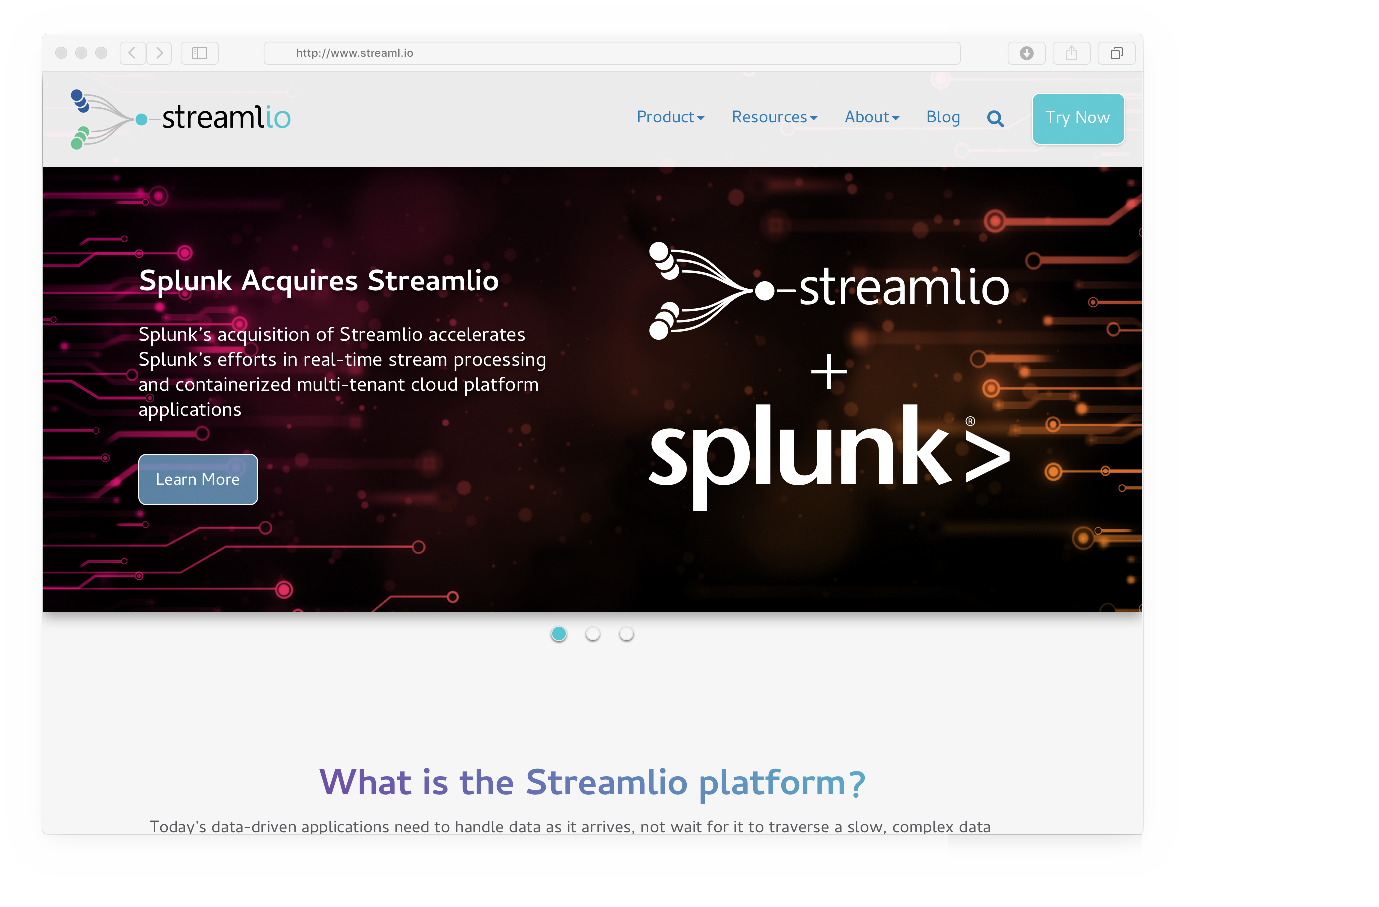 http://www.streaml.io
streamlio
Product Resources About Blog Try Now
Splunk Acquires Streamlio
Splunk's acquisition of Streamlio accelerates
Splunk's efforts in real-time stream processing
and containerized multi-tenant cloud platform
applications
Learn More
streamlio
+
splunk>®
What is the Streamlio platform?
Today's data-driven applications need to handle data as it arrives, not wait for it to traverse a slow, complex data